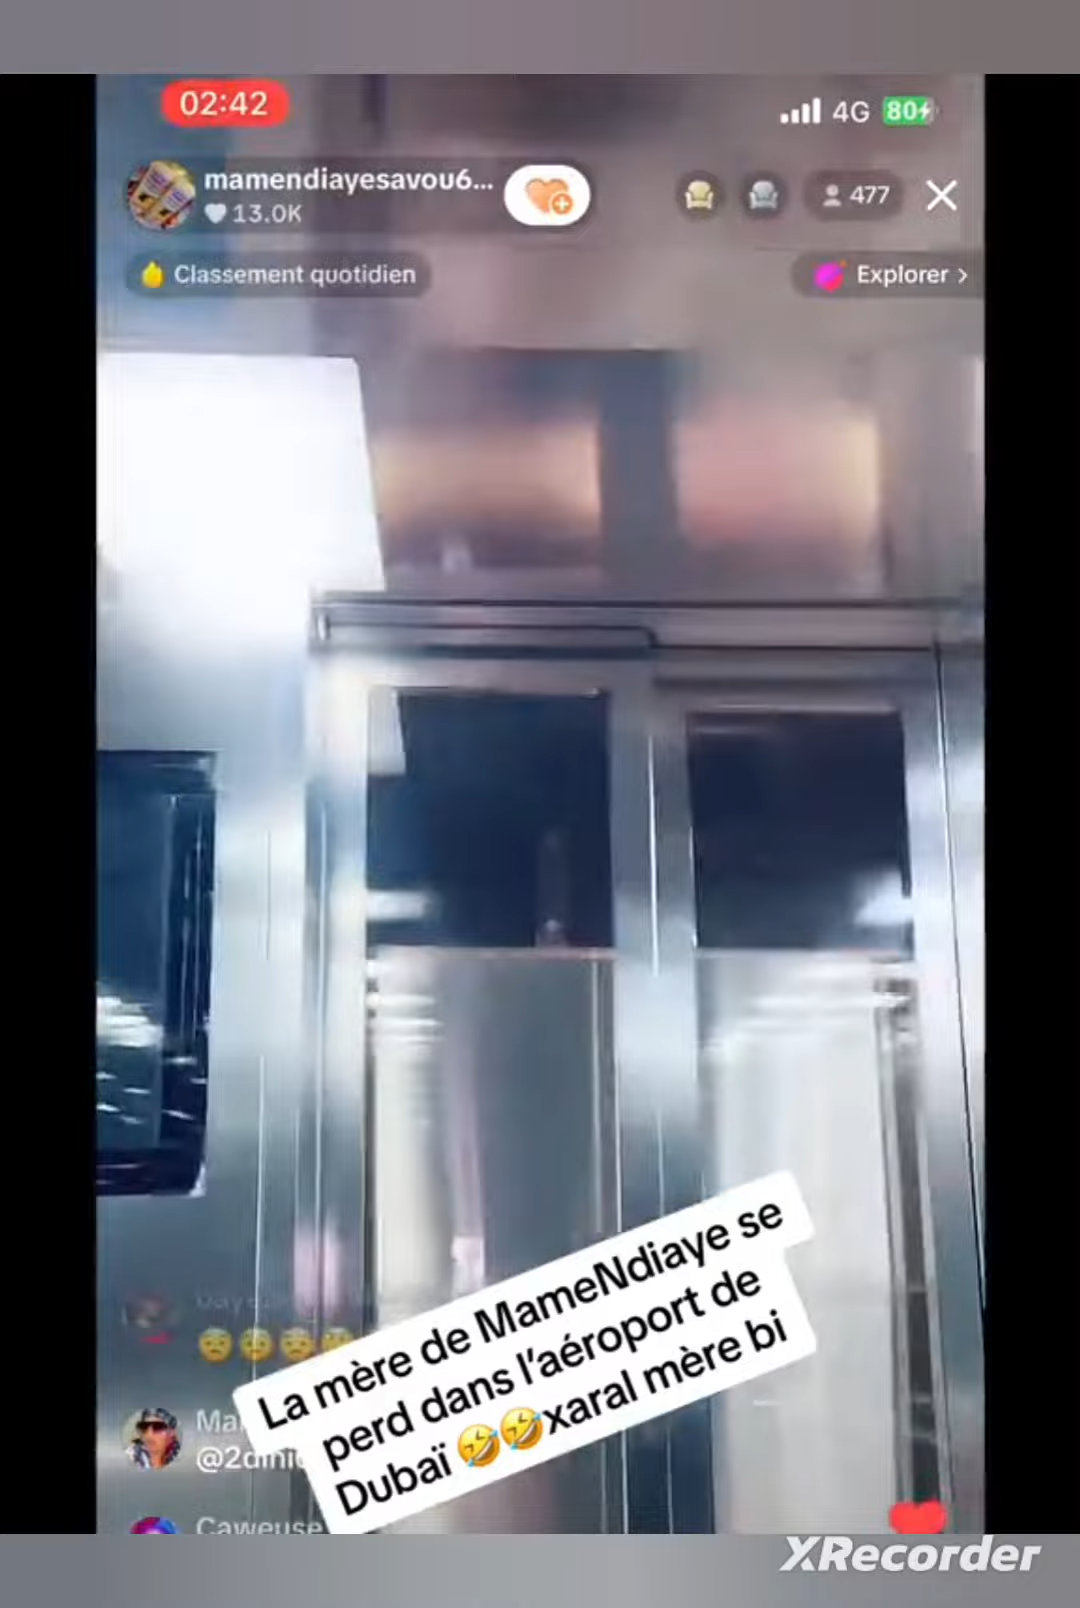 02:42
4G 80
mamendiayesavou6...
13.0K
477
Classement quotidien
Explorer >
La mère de MameNdiaye se
perd dans l'aéroport de
Dubaï 🤣🤣xaral mère bi
😳😳😳😳
Caweuse
XRecorder